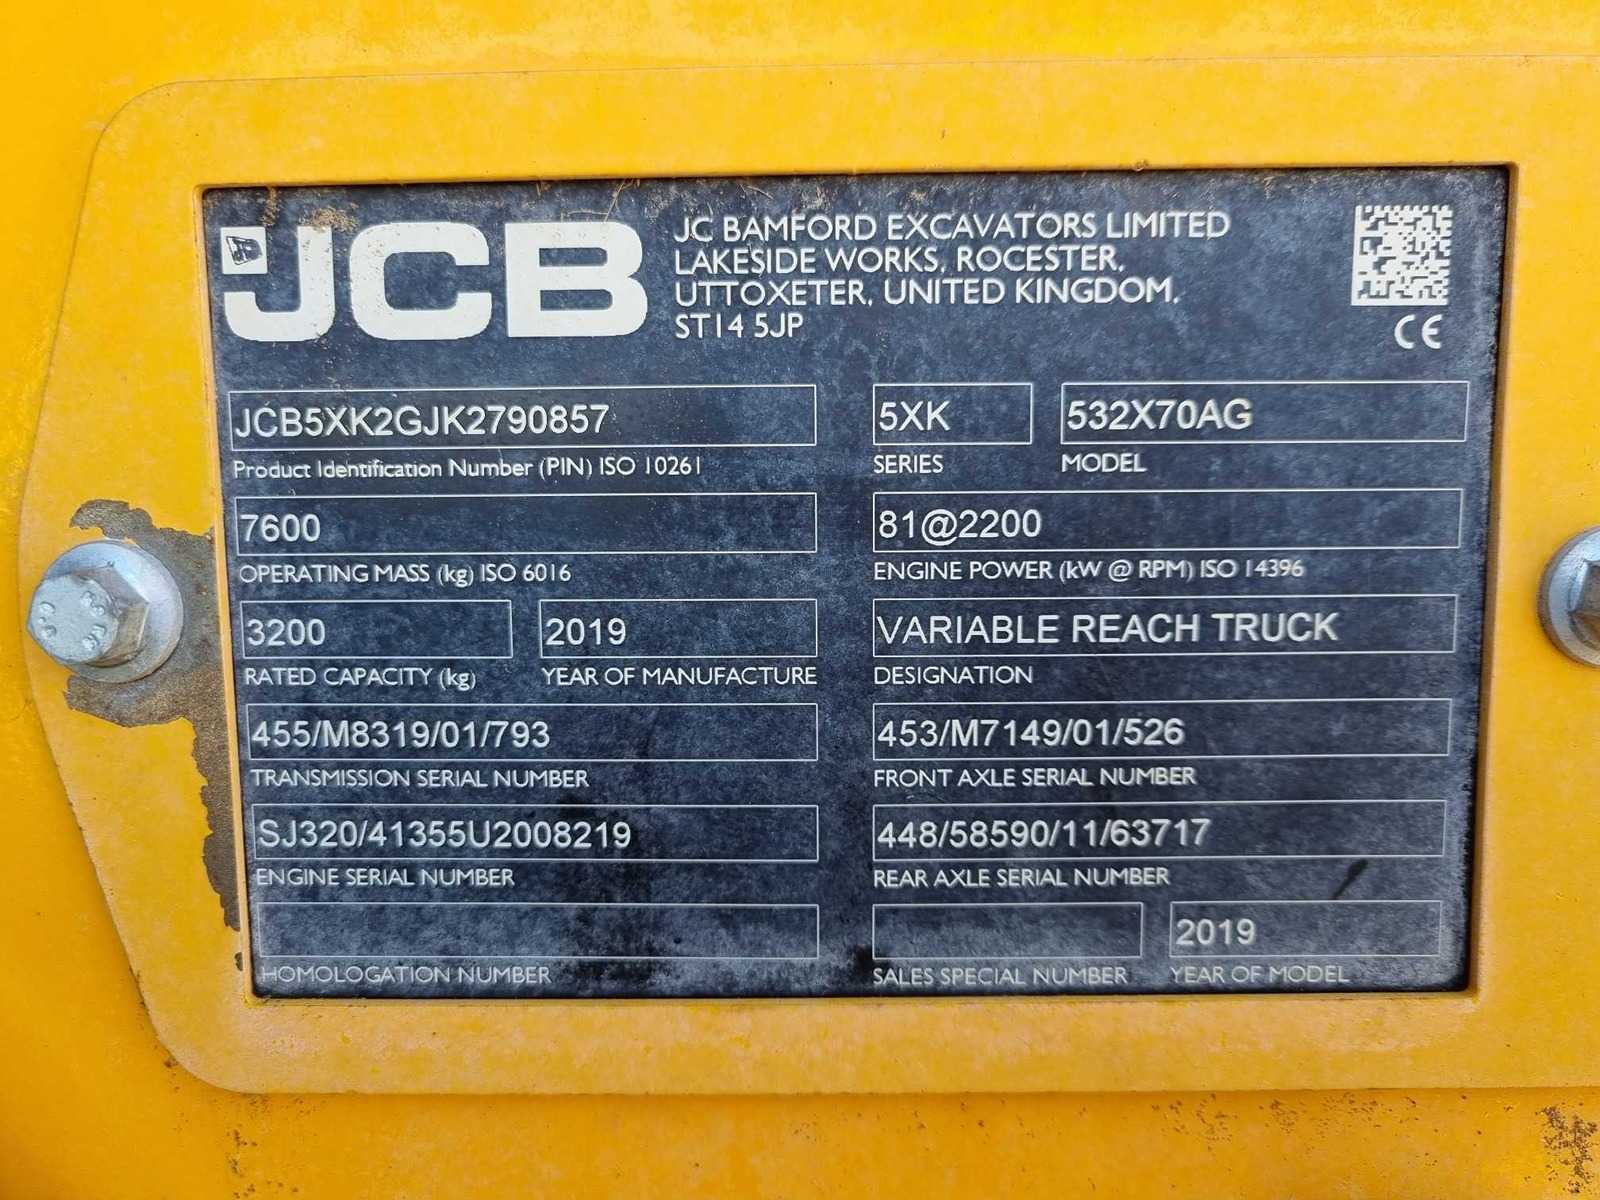 JCB
JC BAMFORD EXCAVATORS LIMITED
LAKESIDE WORKS, ROCESTER,
UTTOXETER, UNITED KINGDOM,
ST14 5JP
CE
JCB5XK2GJK2790857
Product Identification Number (PIN) ISO 10261
5XK
SERIES
532X70AG
MODEL
7600
OPERATING MASS (kg) ISO 6016
81@2200
ENGINE POWER (kW @ RPM) ISO 14396
3200
RATED CAPACITY (kg)
2019
YEAR OF MANUFACTURE
VARIABLE REACH TRUCK
DESIGNATION
455/M8319/01/793
TRANSMISSION SERIAL NUMBER
453/M7149/01/526
FRONT AXLE SERIAL NUMBER
SJ320/41355U2008219
ENGINE SERIAL NUMBER
448/58590/11/63717
REAR AXLE SERIAL NUMBER
HOMOLOGATION NUMBER
SALES SPECIAL NUMBER
2019
YEAR OF MODEL